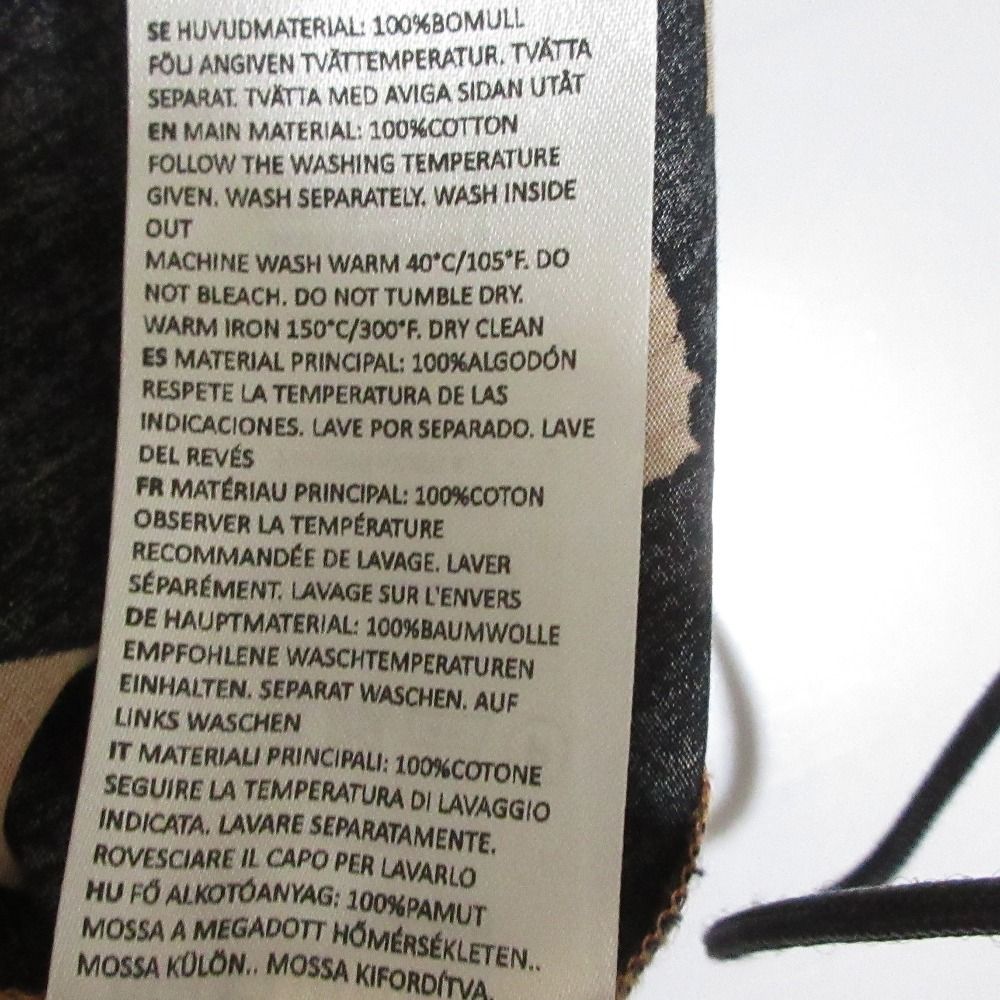 SE HUVUDMATERIAL: 100%BOMULL
FÖLJ ANGIVEN TVÄTTEMPERATUR. TVÄTTA
SEPARAT. TVÄTTA MED AVIGA SIDAN UTÅT
EN MAIN MATERIAL: 100%COTTON
FOLLOW THE WASHING TEMPERATURE
GIVEN. WASH SEPARATELY. WASH INSIDE
OUT
MACHINE WASH WARM 40°C/105°F. DO
NOT BLEACH. DO NOT TUMBLE DRY.
WARM IRON 150°C/300°F. DRY CLEAN
ES MATERIAL PRINCIPAL: 100%ALGODÓN
RESPETE LA TEMPERATURA DE LAS
INDICACIONES. LAVE POR SEPARADO. LAVE
DEL REVÉS
FR MATÉRIAU PRINCIPAL: 100%COTON
OBSERVER LA TEMPÉRATURE
RECOMMANDÉE DE LAVAGE. LAVER
SÉPARÉMENT. LAVAGE SUR L'ENVERS
DE HAUPTMATERIAL: 100%BAUMWOLLE
EMPFOHLENE WASCHTEMPERATUREN
EINHALTEN. SEPARAT WASCHEN. AUF
LINKS WASCHEN
IT MATERIALI PRINCIPALI: 100%COTONE
SEGUIRE LA TEMPERATURA DI LAVAGGIO
INDICATA. LAVARE SEPARATAMENTE.
ROVESCIARE IL CAPO PER LAVARLO
HU FŐ ALKOTÓANYAG: 100%PAMUT
MOSSA A MEGADOTT HŐMÉRSÉKLETEN..
MOSSA KÜLÖN.. MOSSA KIFORDÍTVA.